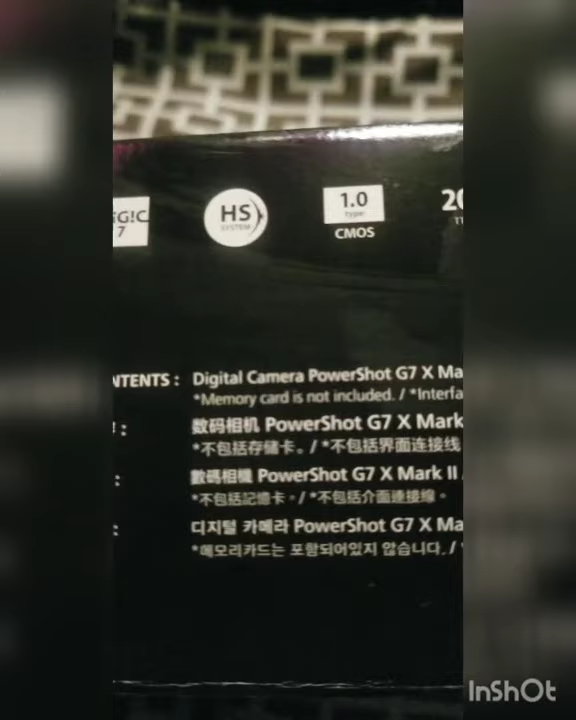 HS
SYSTEM
1.0
Type
CMOS
7
NTENTS : Digital Camera PowerShot G7 X Ma
*Memory card is not included. / *Interfa
: 数码相机 PowerShot G7 X Mark
*不包括存储卡。/ *不包括界面连接线
: 數碼相機 PowerShot G7 X Mark II
*不包括記憶卡。/ *不包括介面連接線。
: 디지털 카메라 PowerShot G7 X Ma
*메모리카드는 포함되어있지 않습니다. /
InShOt